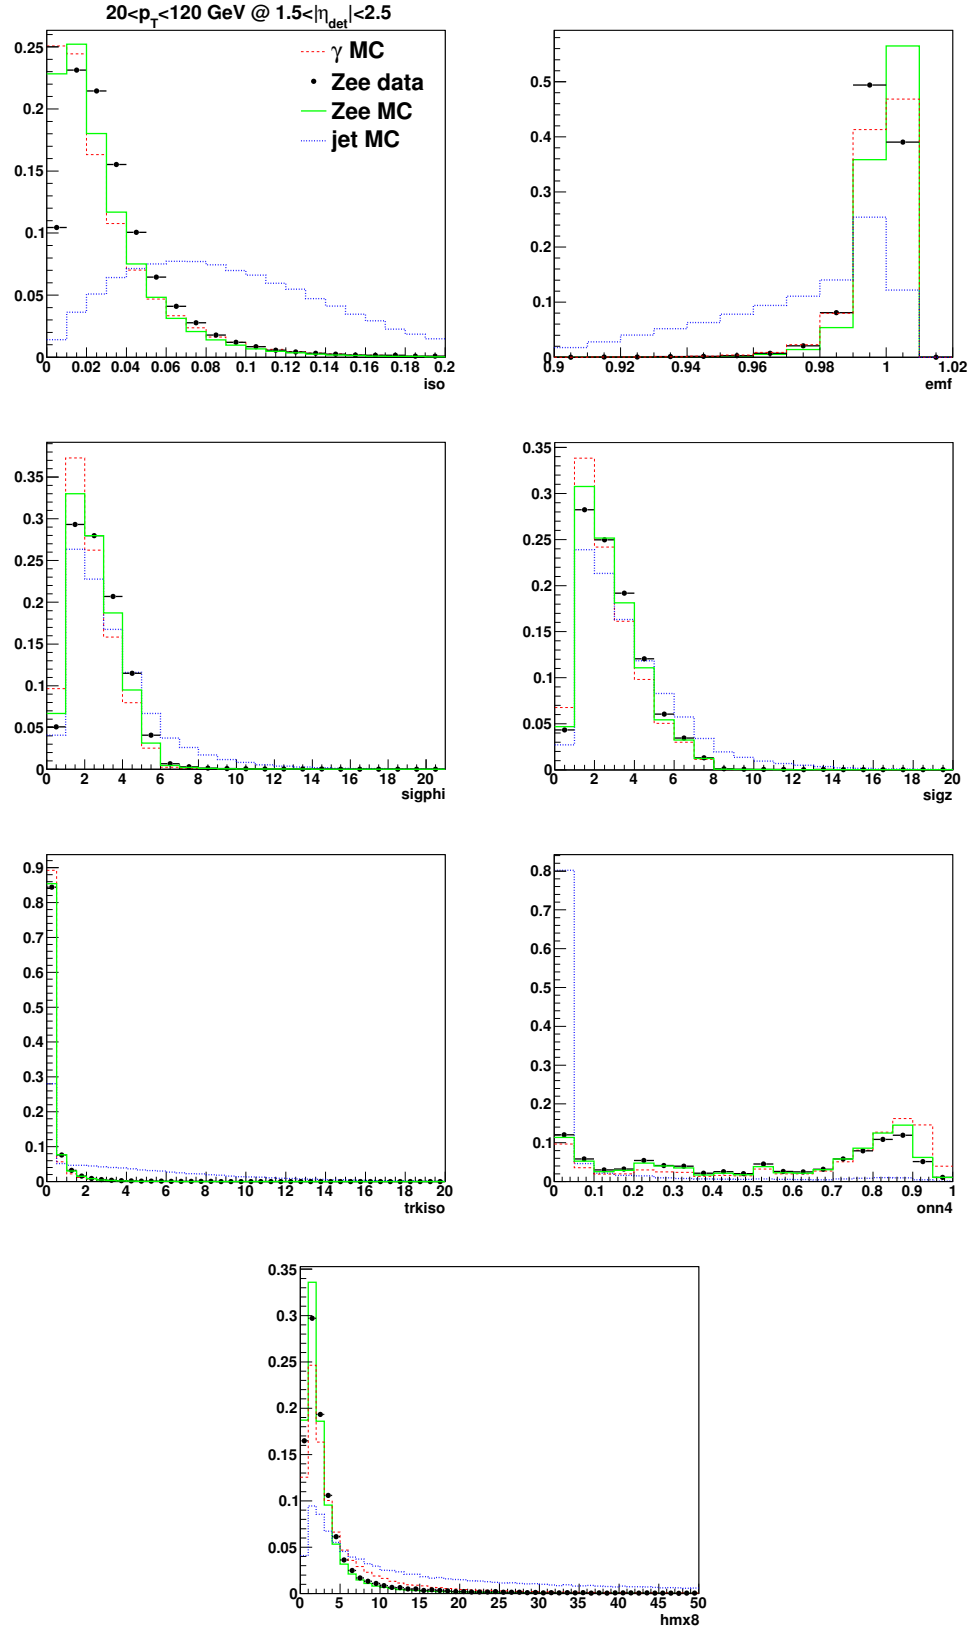 20<p_T<120 GeV @ 1.5<|η_det|<2.5
γ MC
Zee data
Zee MC
jet MC
0.25
0.2
0.15
0.1
0.05
0
0 0.02 0.04 0.06 0.08 0.1 0.12 0.14 0.16 0.18 0.2
iso
0.5
0.4
0.3
0.2
0.1
0
0.9 0.92 0.94 0.96 0.98 1 1.02
emf
0.35
0.3
0.25
0.2
0.15
0.1
0.05
0
0 2 4 6 8 10 12 14 16 18 20
sigphi
0.35
0.3
0.25
0.2
0.15
0.1
0.05
0
0 2 4 6 8 10 12 14 16 18 20
sigz
0.9
0.8
0.7
0.6
0.5
0.4
0.3
0.2
0.1
0
0 2 4 6 8 10 12 14 16 18 20
trkiso
0.8
0.7
0.6
0.5
0.4
0.3
0.2
0.1
0
0 0.1 0.2 0.3 0.4 0.5 0.6 0.7 0.8 0.9 1
onn4
0.35
0.3
0.25
0.2
0.15
0.1
0.05
0
0 5 10 15 20 25 30 35 40 45 50
hmx8